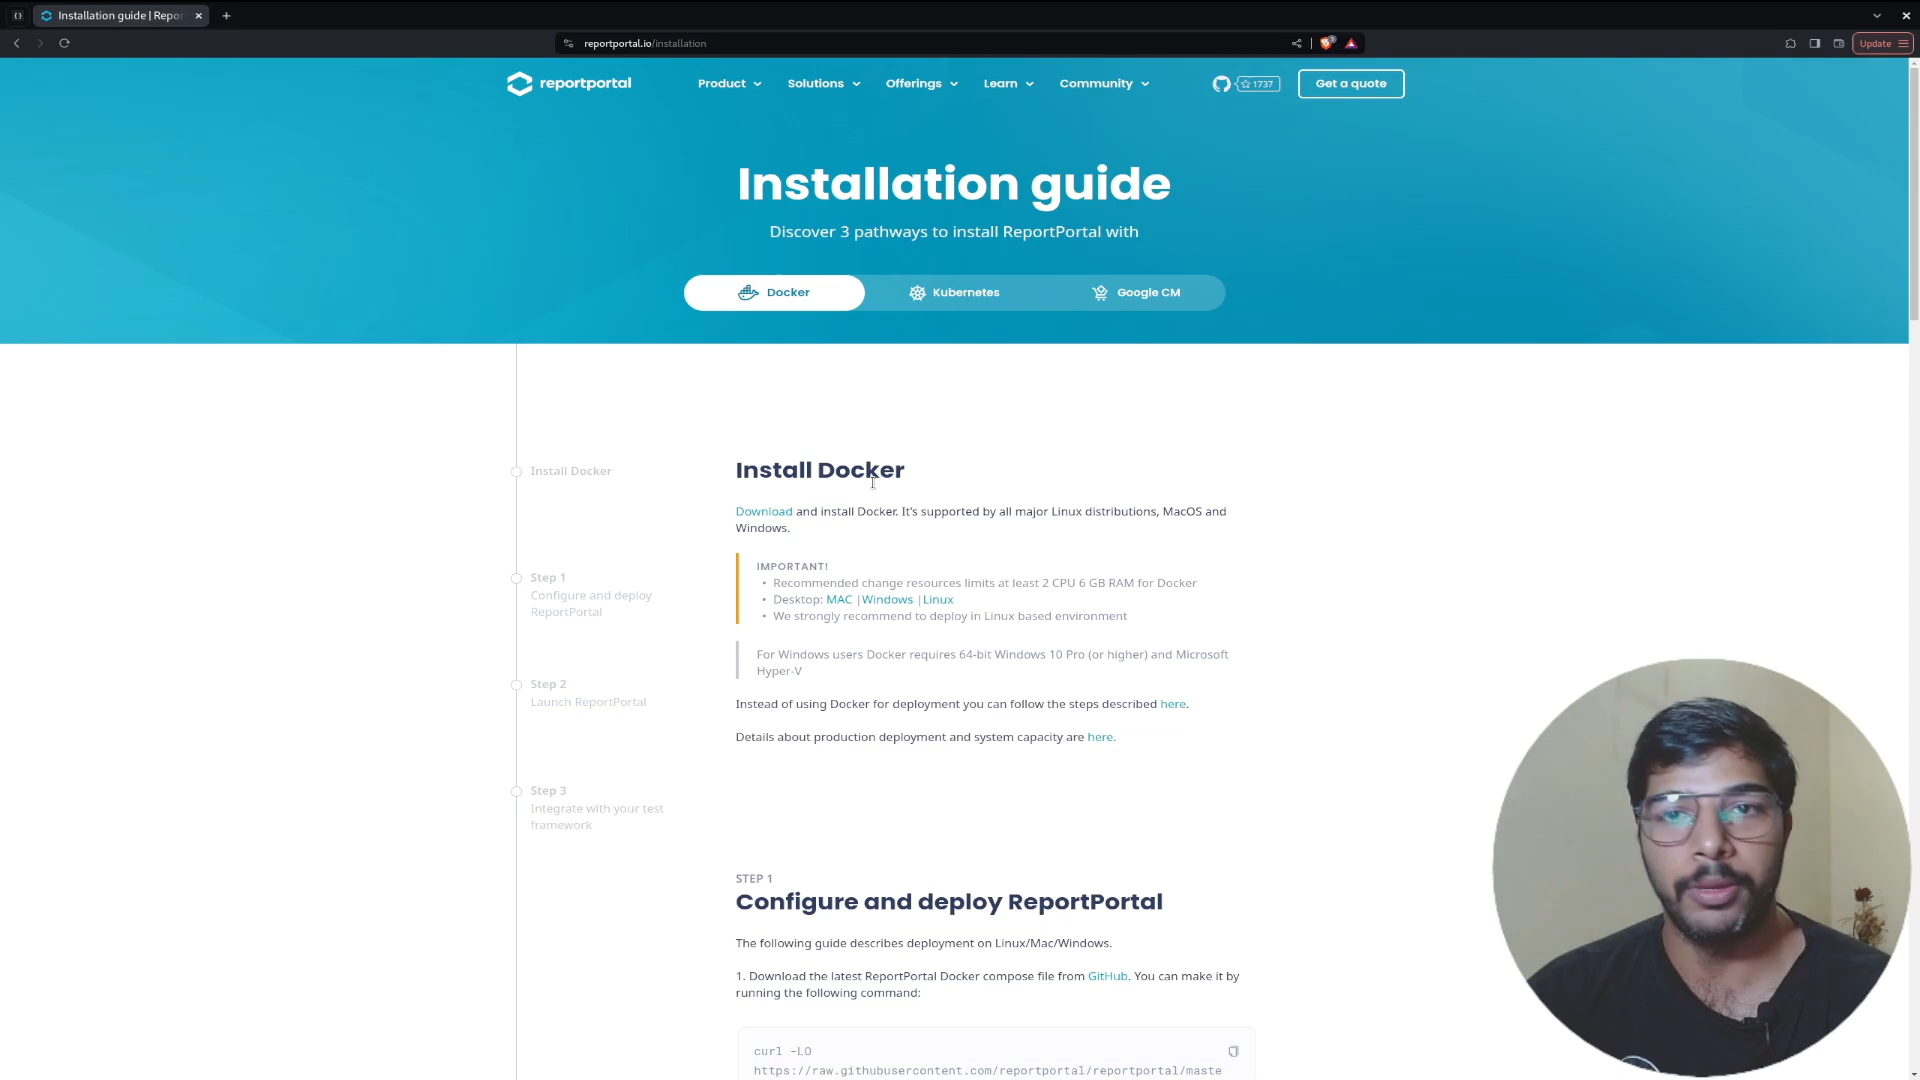 Installation guide | Repo
reportportal.io/installation
3
Update
reportportal
Product
Solutions
Offerings
Learn
Community
1737
Get a quote
Installation guide
Discover 3 pathways to install ReportPortal with
Docker
Kubernetes
Google CM
Install Docker
Step 1
Configure and deploy
ReportPortal
Step 2
Launch ReportPortal
Step 3
Integrate with your test
framework
Install Docker
Download and install Docker. It's supported by all major Linux distributions, MacOS and
Windows.
IMPORTANT!
• Recommended change resources limits at least 2 CPU 6 GB RAM for Docker
• Desktop: MAC |Windows |Linux
• We strongly recommend to deploy in Linux based environment
For Windows users Docker requires 64-bit Windows 10 Pro (or higher) and Microsoft
Hyper-V
Instead of using Docker for deployment you can follow the steps described here.
Details about production deployment and system capacity are here.
STEP 1
Configure and deploy ReportPortal
The following guide describes deployment on Linux/Mac/Windows.
1. Download the latest ReportPortal Docker compose file from GitHub. You can make it by
running the following command:
curl -LO
https://raw.githubusercontent.com/reportportal/reportportal/maste